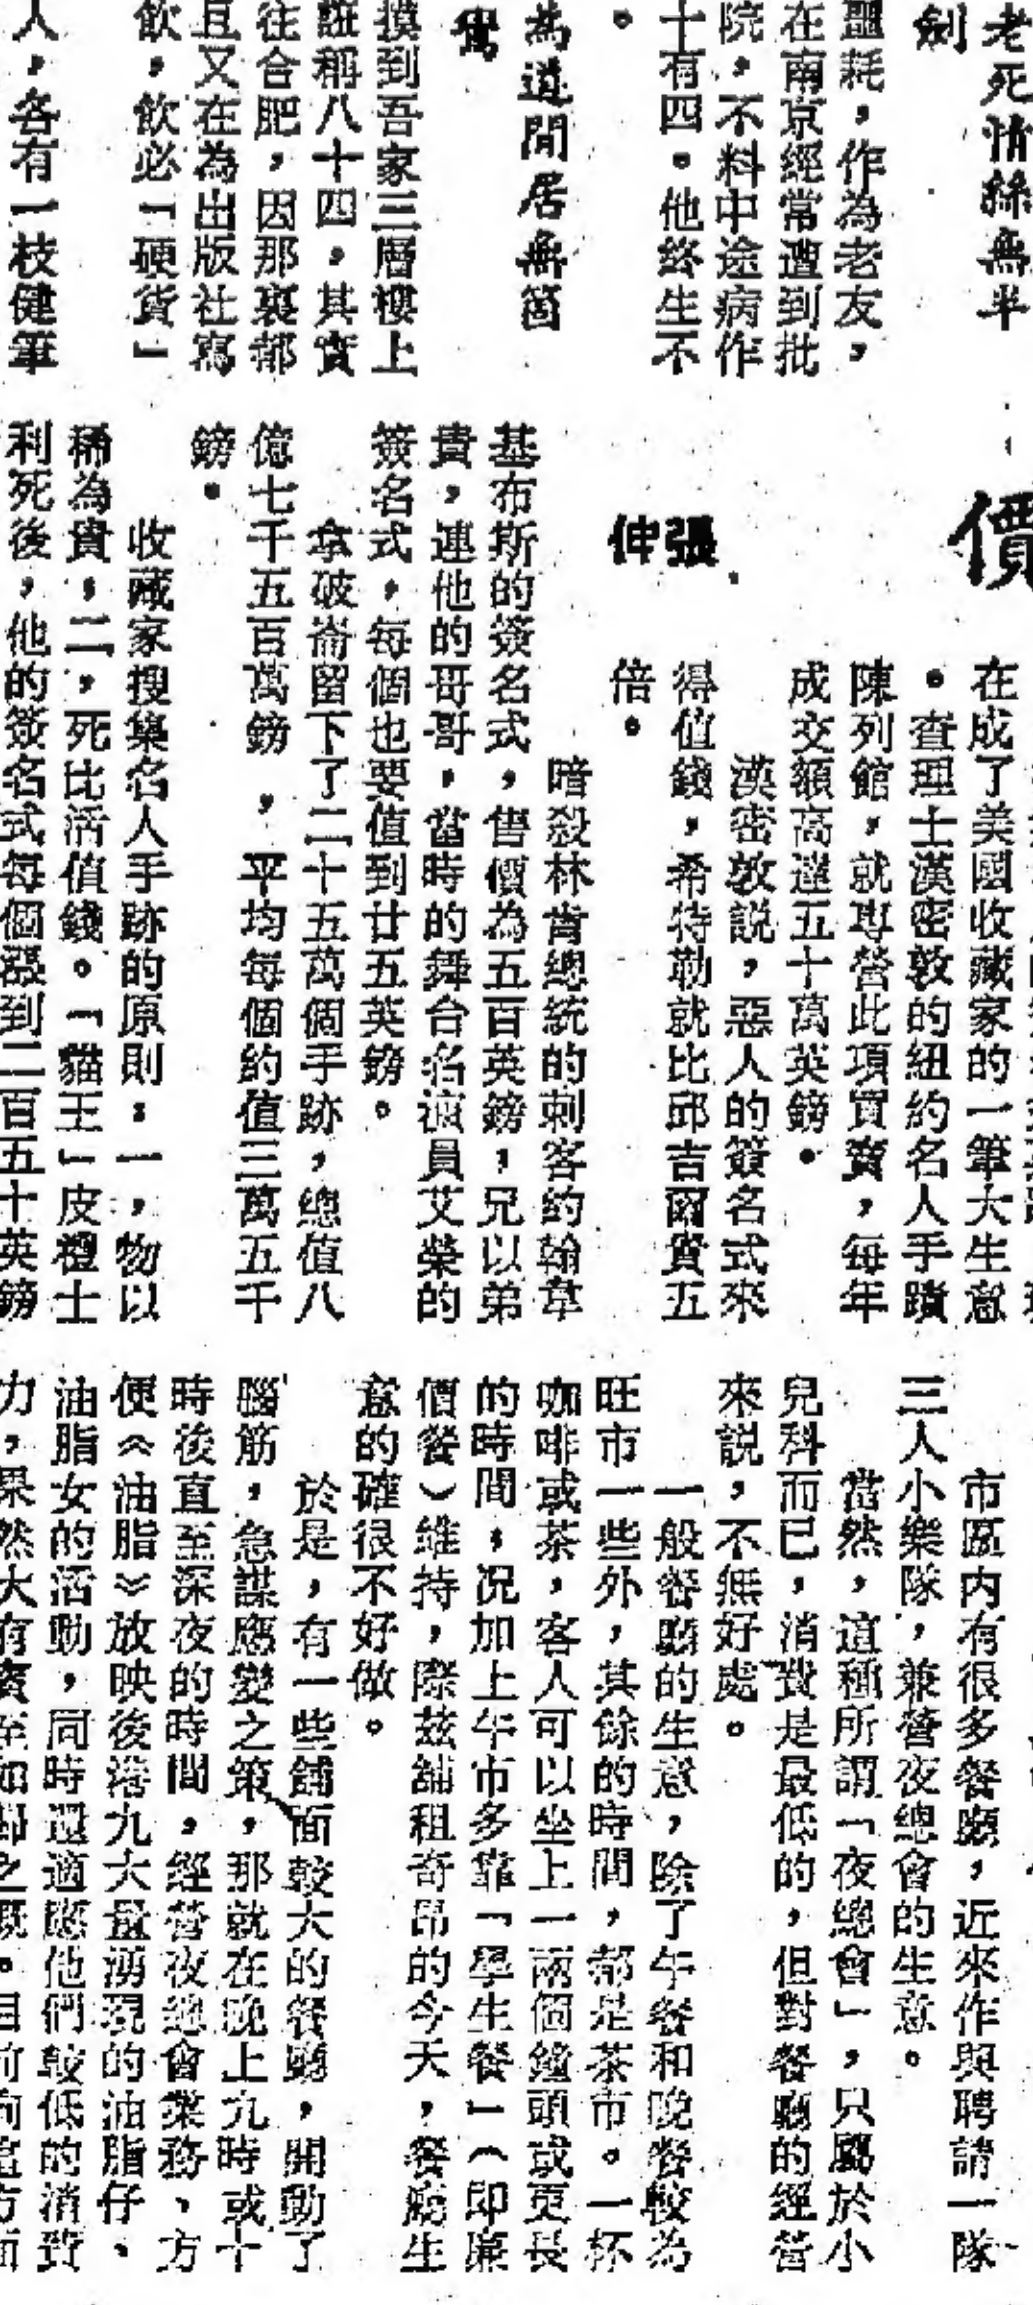 老死情絲無半
劍
噩耗，作為老友，
在南京經常遭到批
院，不料中途病作
十有四。他終生不
。
為道閒居無箇
摸到吾家三層樓上
誑稱八十四，其實
往合肥，因那裏都
且又在為出版社寫
飲，飲必「硬貨」
人，各有一枝健筆
價
張伸
在成了美國收藏家的一筆大生意
。查理士漢密敦的紐約名人手蹟
陳列館，就專營此項買賣，每年
成交額高達五十萬英鎊。
漢密敦說，惡人的簽名式來
得值錢，希特勒就比邱吉爾貴五
倍。
暗殺林肯總統的刺客約翰韋
基布斯的簽名式，售價為五百英鎊，兄以弟
貴，連他的哥哥，當時的舞台名演員艾榮的
簽名式，每個也要值到廿五英鎊。
拿破崙留下了二十五萬個手跡，總值八
億七千五百萬鎊，平均每個約值三萬五千
鎊。
收藏家搜集名人手跡的原則：一，物以
稀為貴，二，死比活值錢。「貓王」皮禮士
利死後，他的簽名式每個漲到二百五十英鎊
市區內有很多餐廳，近來作興聘請一隊
三人小樂隊，兼營夜總會的生意。
當然，這種所謂「夜總會」，只屬於小
兒科而已，消費是最低的，但對餐廳的經營
來說，不無好處。
一般餐廳的生意，除了午餐和晚餐較為
旺市一些外，其餘的時間，都是茶市。一杯
咖啡或茶，客人可以坐上一兩個鐘頭或更長
的時間，況加上午市多靠「學生餐」（即廉
價餐）維持，際茲舖租奇昂的今天，餐廳生
意的確很不好做。
於是，有一些舖面較大的餐廳，開動了
腦筋，急謀應變之策，那就在晚上九時或十
時後直至深夜的時間，經營夜總會業務、方
便《油脂》放映後港九大量湧現的油脂仔、
油脂女的活動，同時還適應他們較低的消費
力，果然大有賓至如歸之概。目前